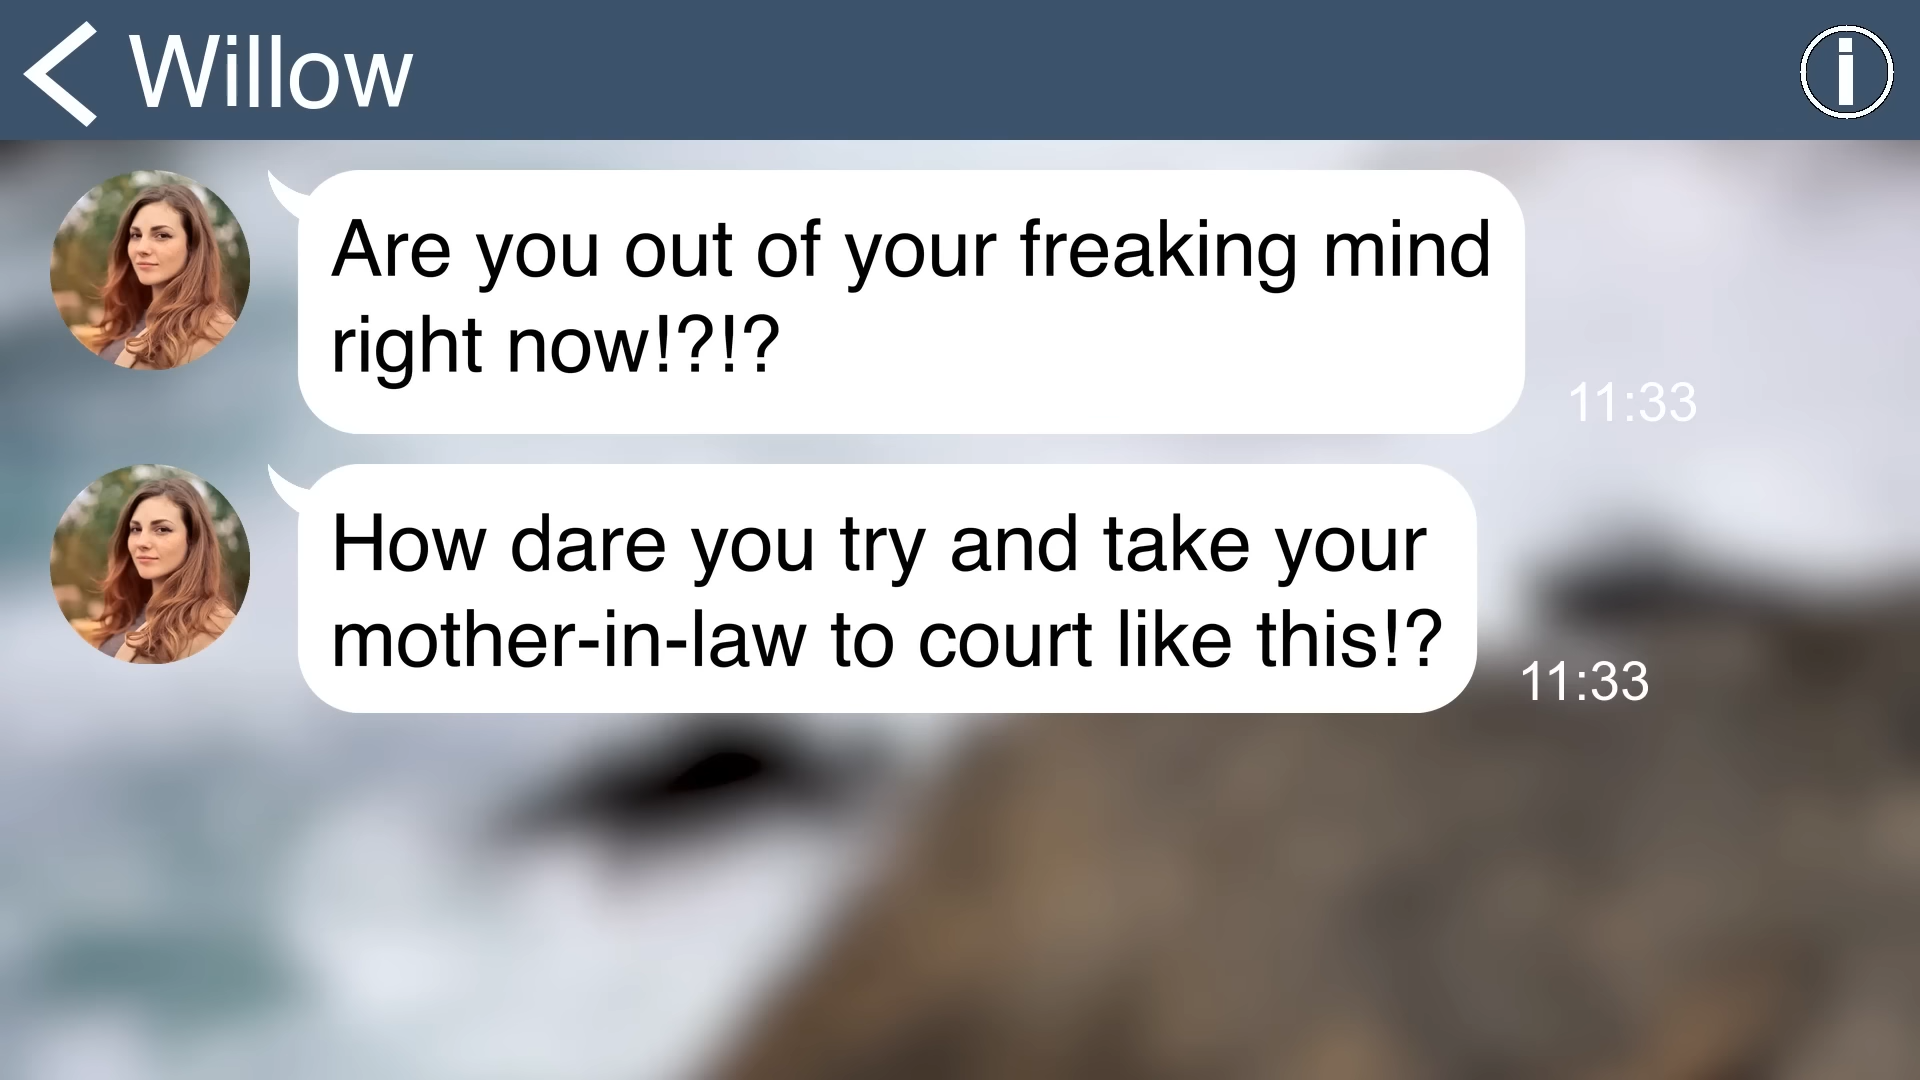 Willow
Are you out of your freaking mind
right now!?!?
11:33
How dare you try and take your
mother-in-law to court like this!?
11:33